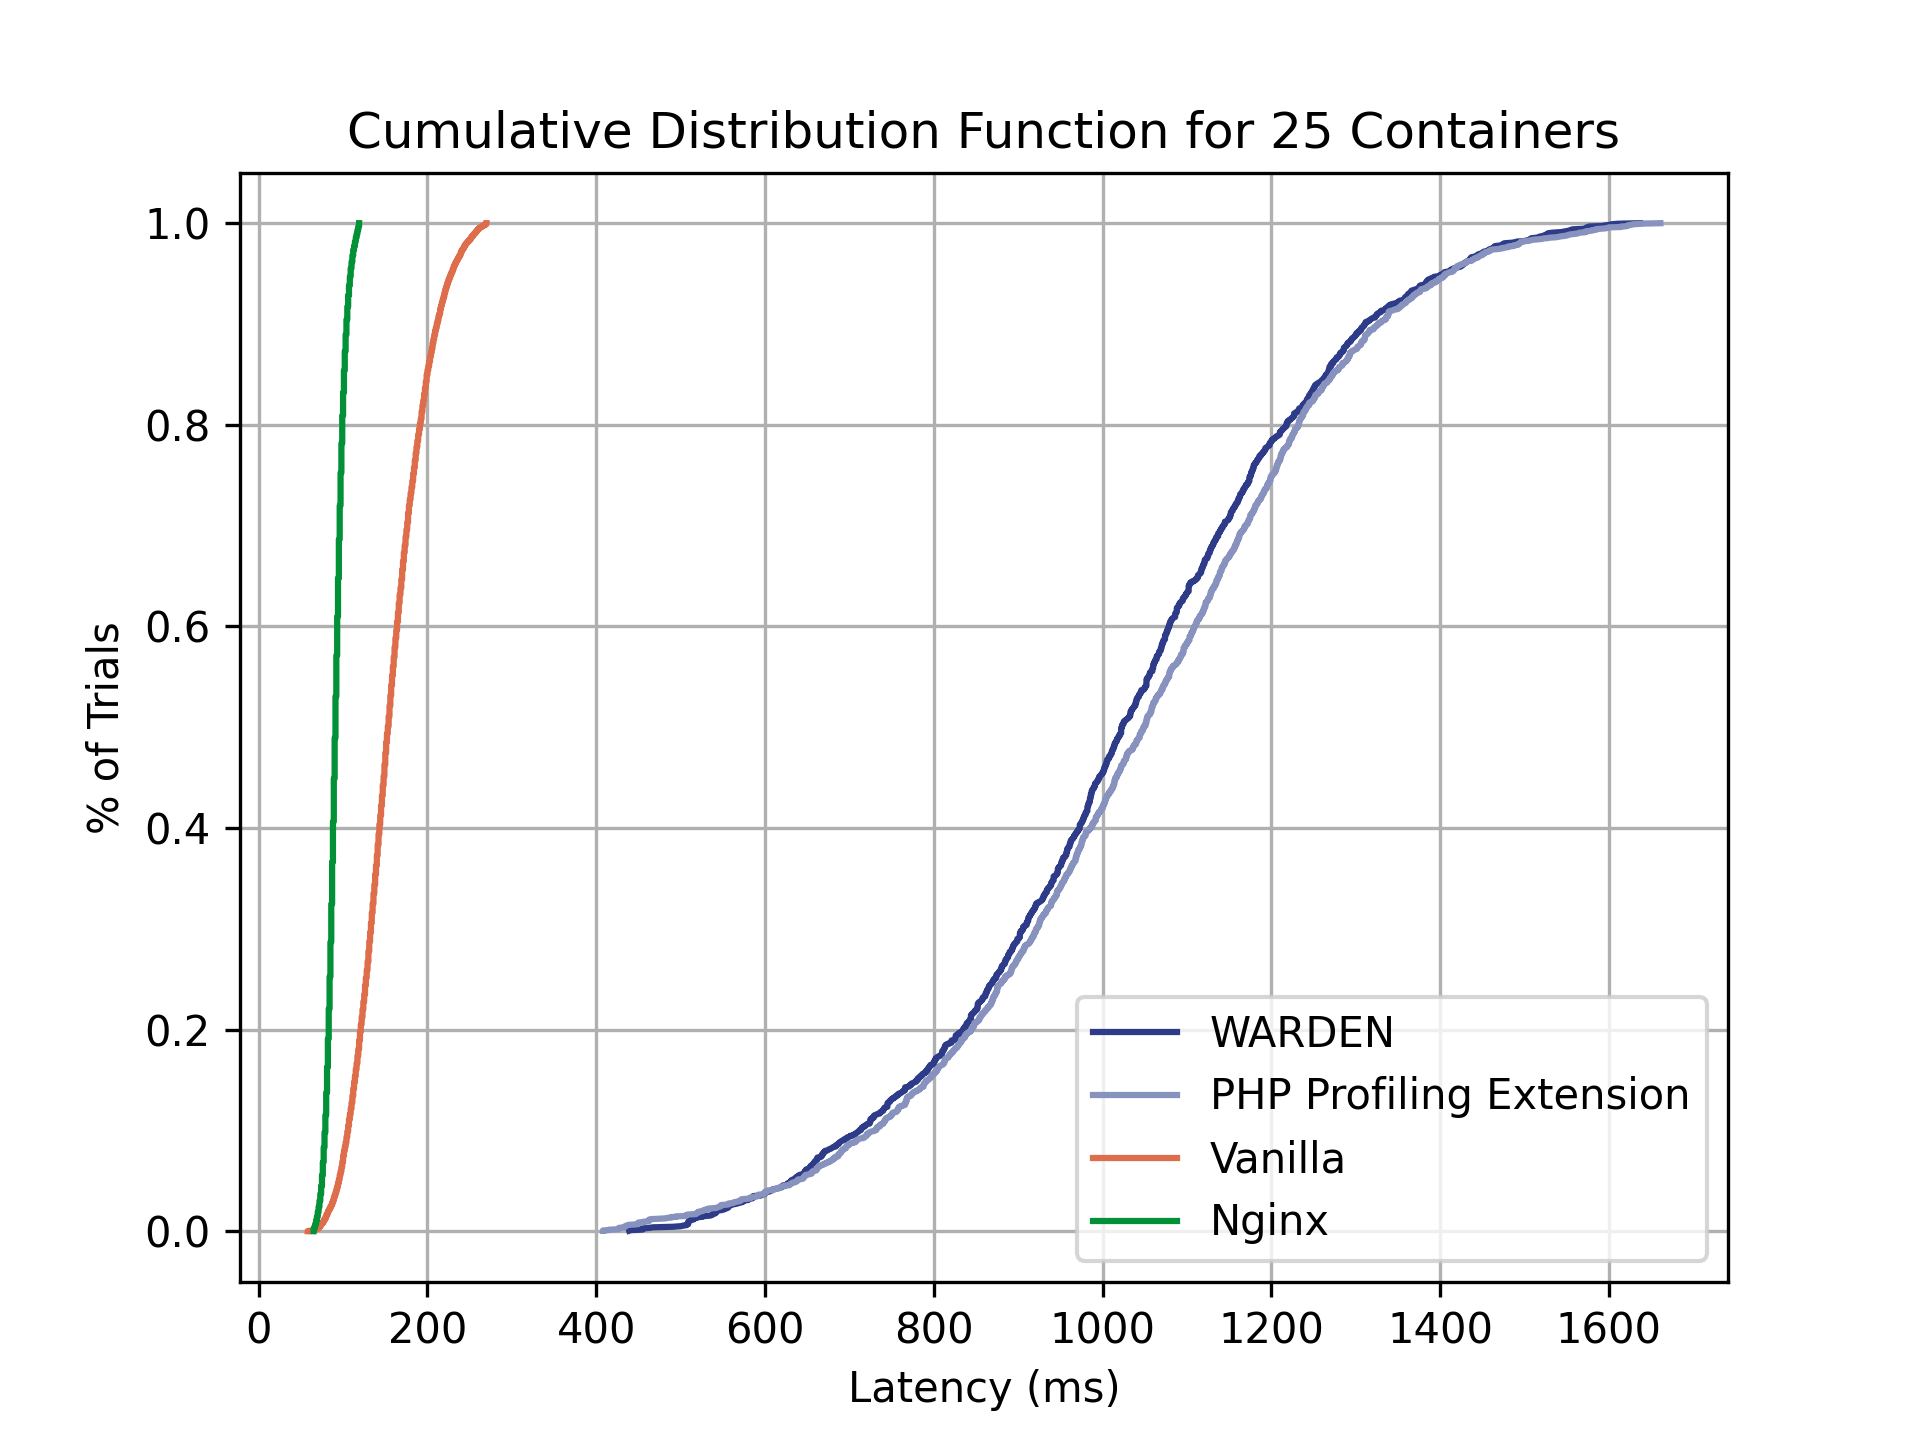 Cumulative Distribution Function for 25 Containers
1.0
0.8
0.6
0.4
0.2
0.0
% of Trials
WARDEN
PHP Profiling Extension
Vanilla
Nginx
0 200 400 600 800 1000 1200 1400 1600
Latency (ms)